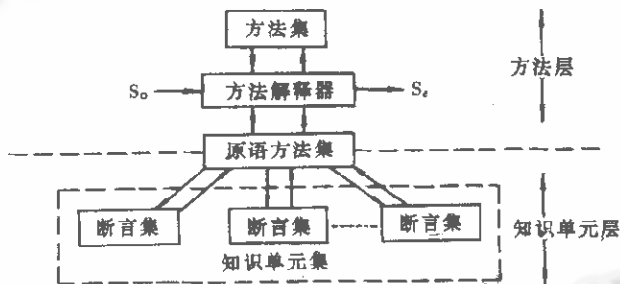 方法集
方法层
S₀ 方法解释器 Sₑ
原语方法集
断言集 断言集 断言集
知识单元层
知识单元集